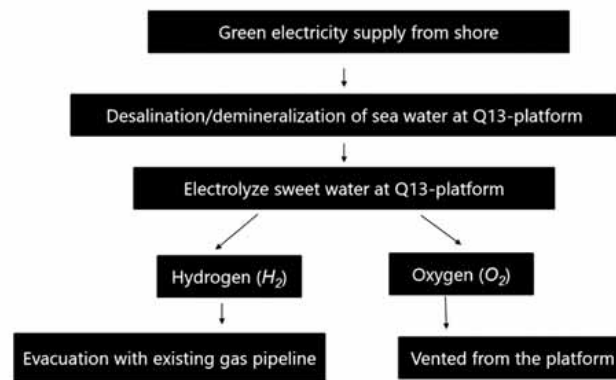 Green electricity supply from shore
Desalination/demineralization of sea water at Q13-platform
Electrolyze sweet water at Q13-platform
Hydrogen (H₂)
Oxygen (O₂)
Evacuation with existing gas pipeline
Vented from the platform